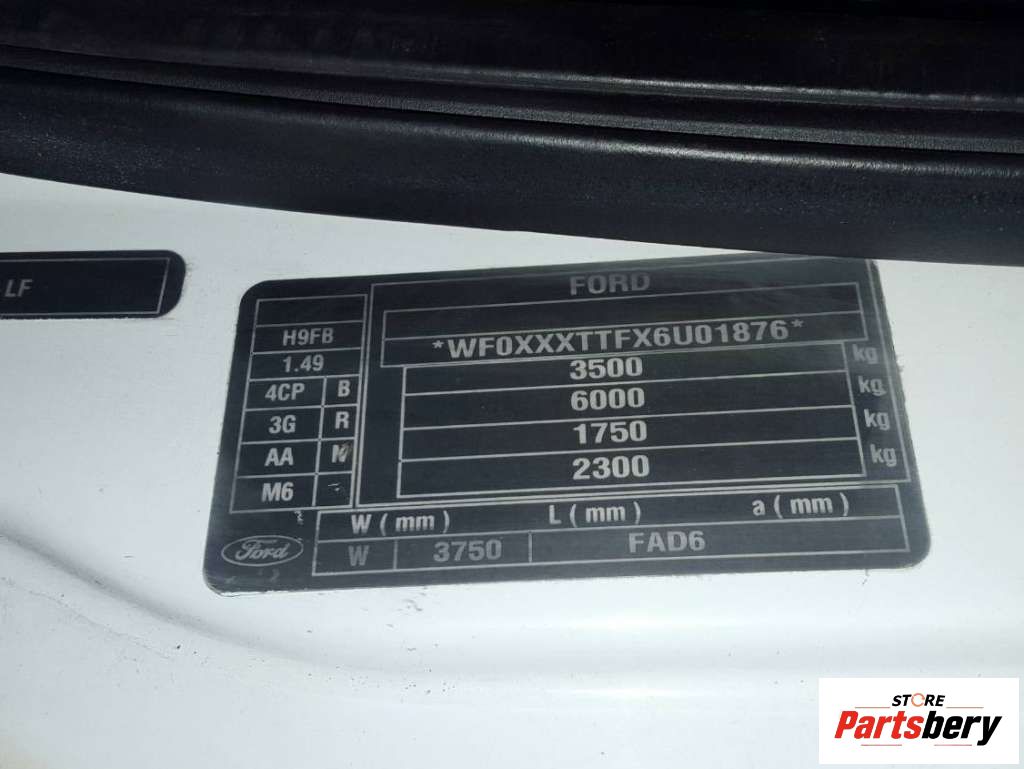 LF
FORD
*WF0XXXTTFX6U01876*
H9FB
1.49
4CP B
3G R
AA N
M6
3500 kg
6000 kg
1750 kg
2300 kg
W (mm) L (mm) a (mm)
Ford W 3750 FAD6
STORE
Partsbery